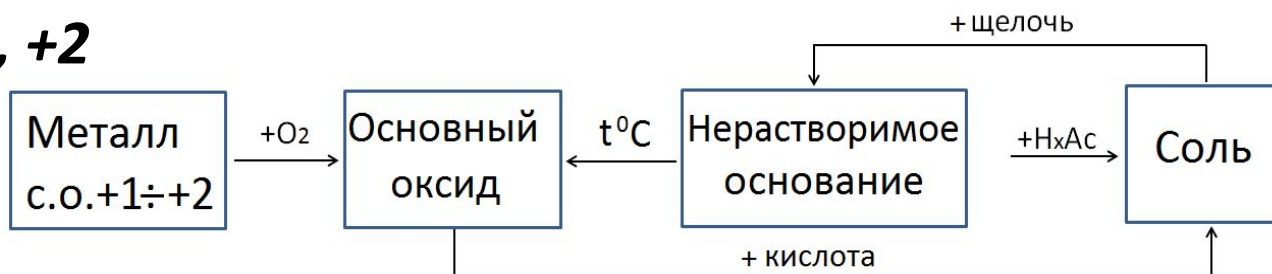 , +2
+ щелочь
Металл
с.о.+1÷+2
+O₂
Основный
оксид
t⁰C
Нерастворимое
основание
+HxAc
Соль
+ кислота